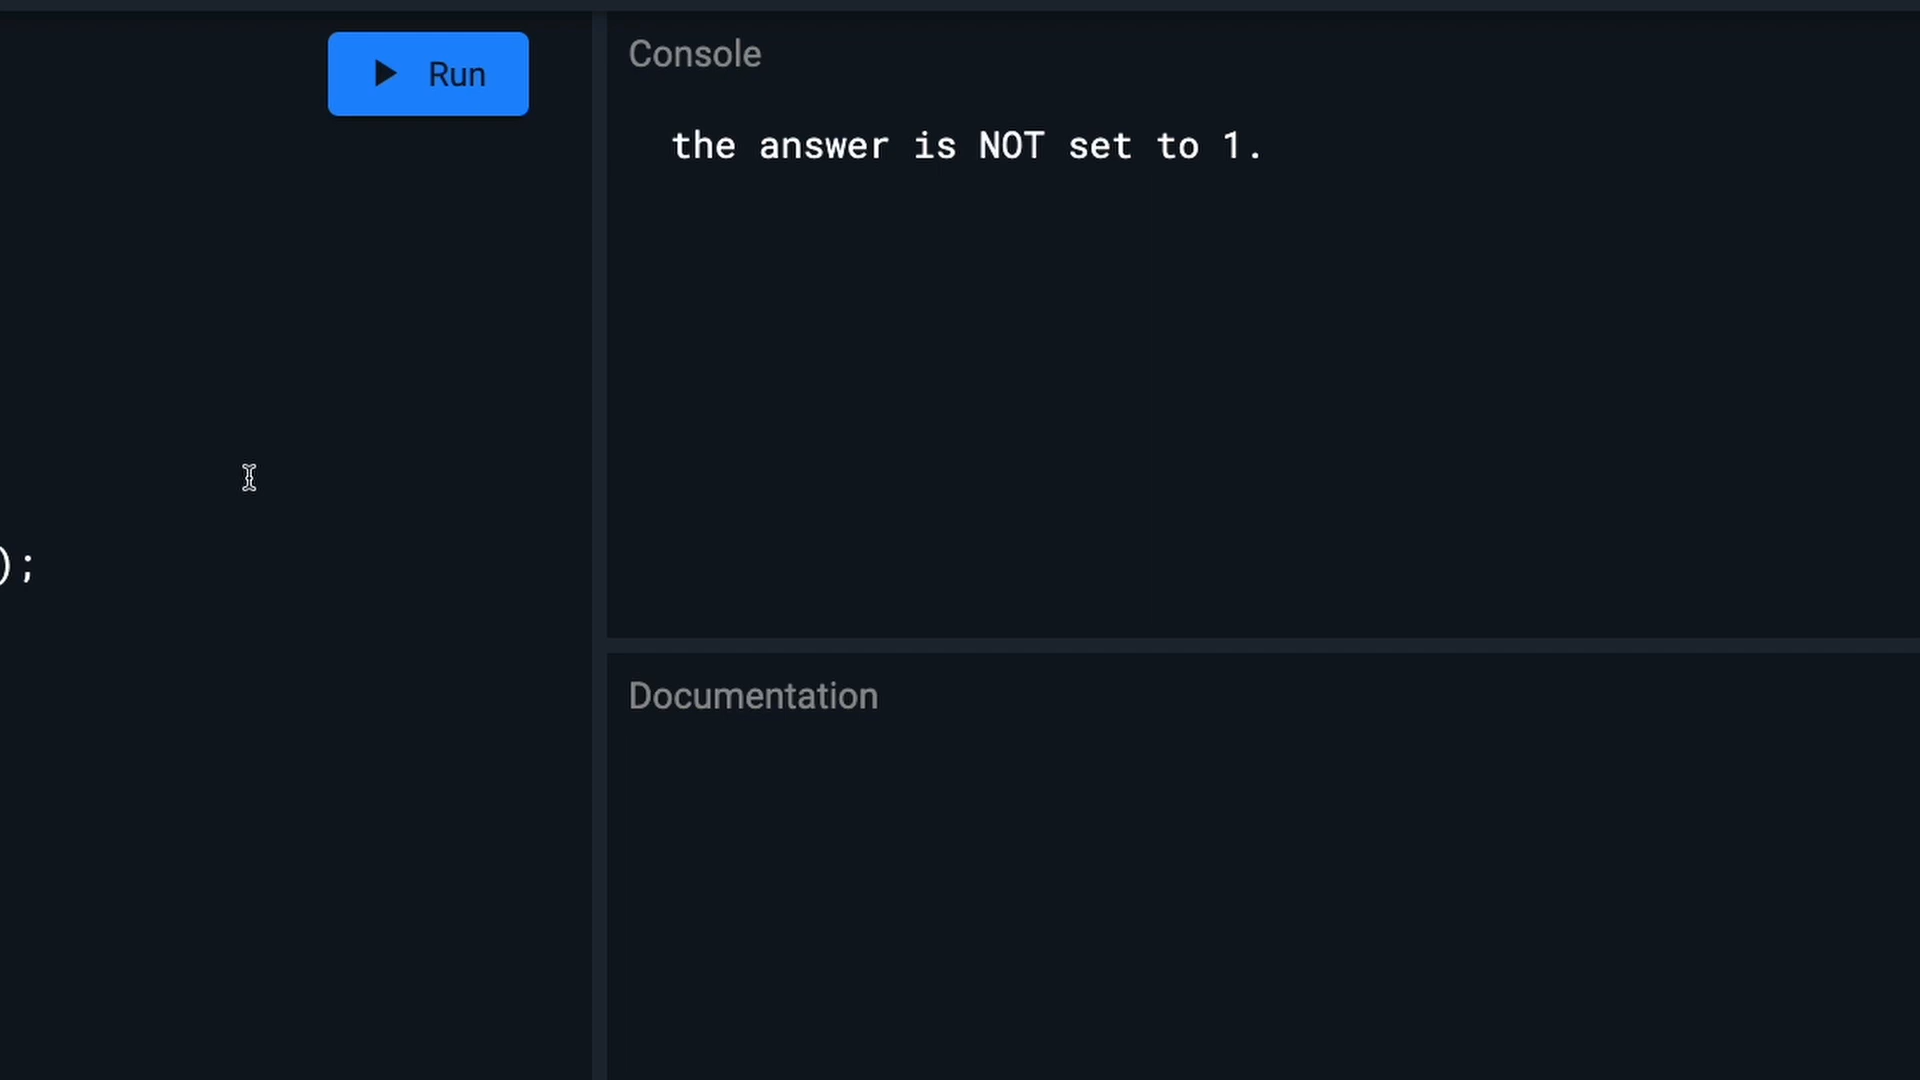 Run
Console
the answer is NOT set to 1.
);
Documentation